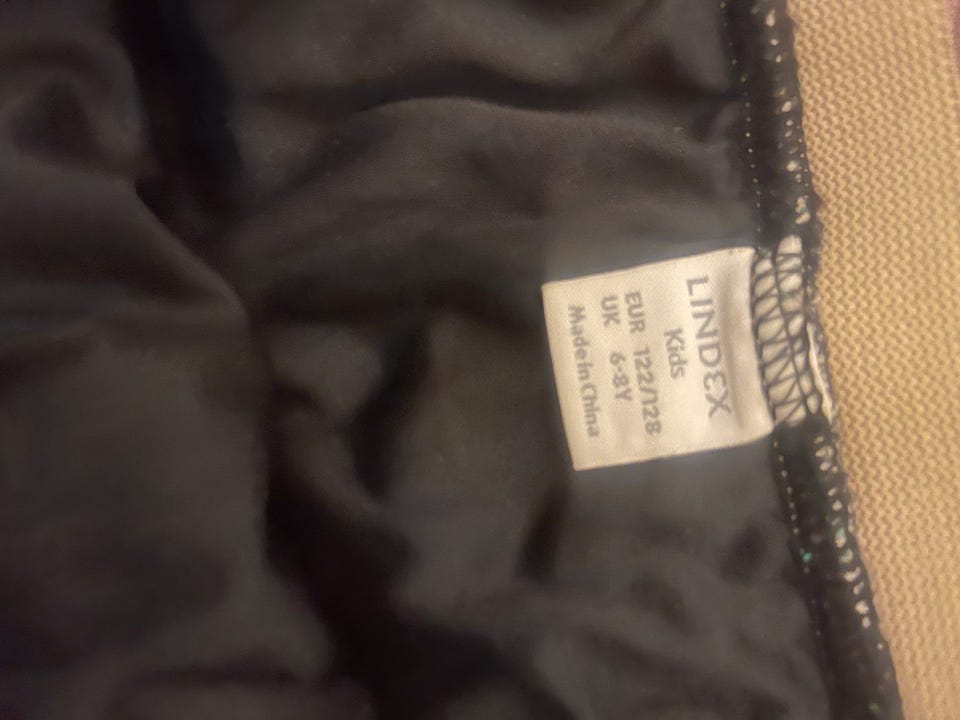 LINDEX
Kids
EUR 122/128
UK 6-8Y
Made in China